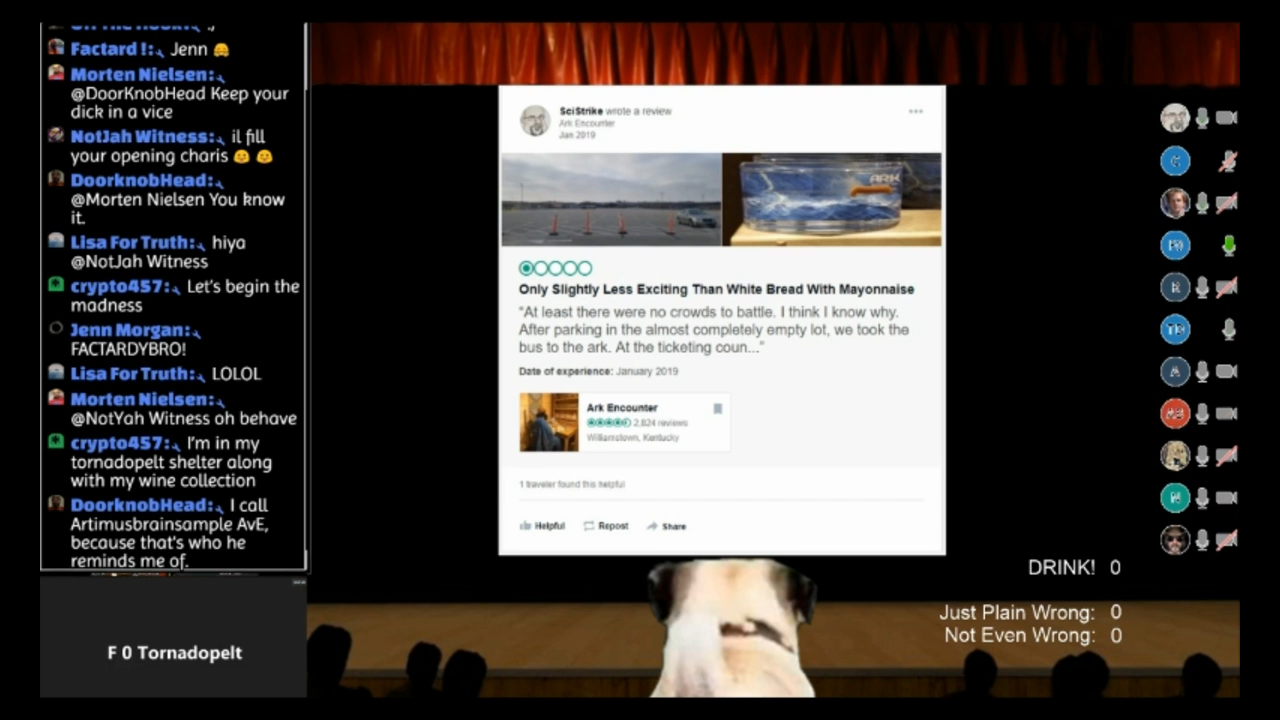 Factard !: Jenn
Morten Nielsen:
@DoorKnobHead Keep your
dick in a vice
NotJah Witness: il fill
your opening charis
DoorknobHead:
@Morten Nielsen You know
it.
Lisa For Truth: hiya
@NotJah Witness
crypto457: Let's begin the
madness
Jenn Morgan:
FACTARDYBRO!
Lisa For Truth: LOLOL
Morten Nielsen:
@NotYah Witness oh behave
crypto457: I'm in my
tornadopelt shelter along
with my wine collection
DoorknobHead: I call
Artimusbrainsample AvE,
because that's who he
reminds me of.
F 0 Tornadopelt
SciStrike wrote a review
Ark Encounter
Jan 2019
ARK
Only Slightly Less Exciting Than White Bread With Mayonnaise
"At least there were no crowds to battle. I think I know why.
After parking in the almost completely empty lot, we took the
bus to the ark. At the ticketing coun..."
Date of experience: January 2019
Ark Encounter
2,824 reviews
Williamstown, Kentucky
1 traveler found this helpful
Helpful Repost Share
R
A
N
DRINK! 0
Just Plain Wrong: 0
Not Even Wrong: 0